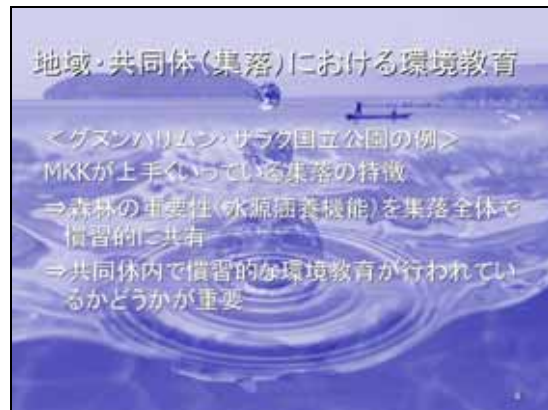 地域・共同体(集落)における環境教育
＜グヌンハリムン・サラク国立公園の例＞
MKKが上手くいっている集落の特徴
⇒森林の重要性(水源涵養機能)を集落全体で
慣習的に共有
⇒共同体内で慣習的な環境教育が行われてい
るかどうかが重要